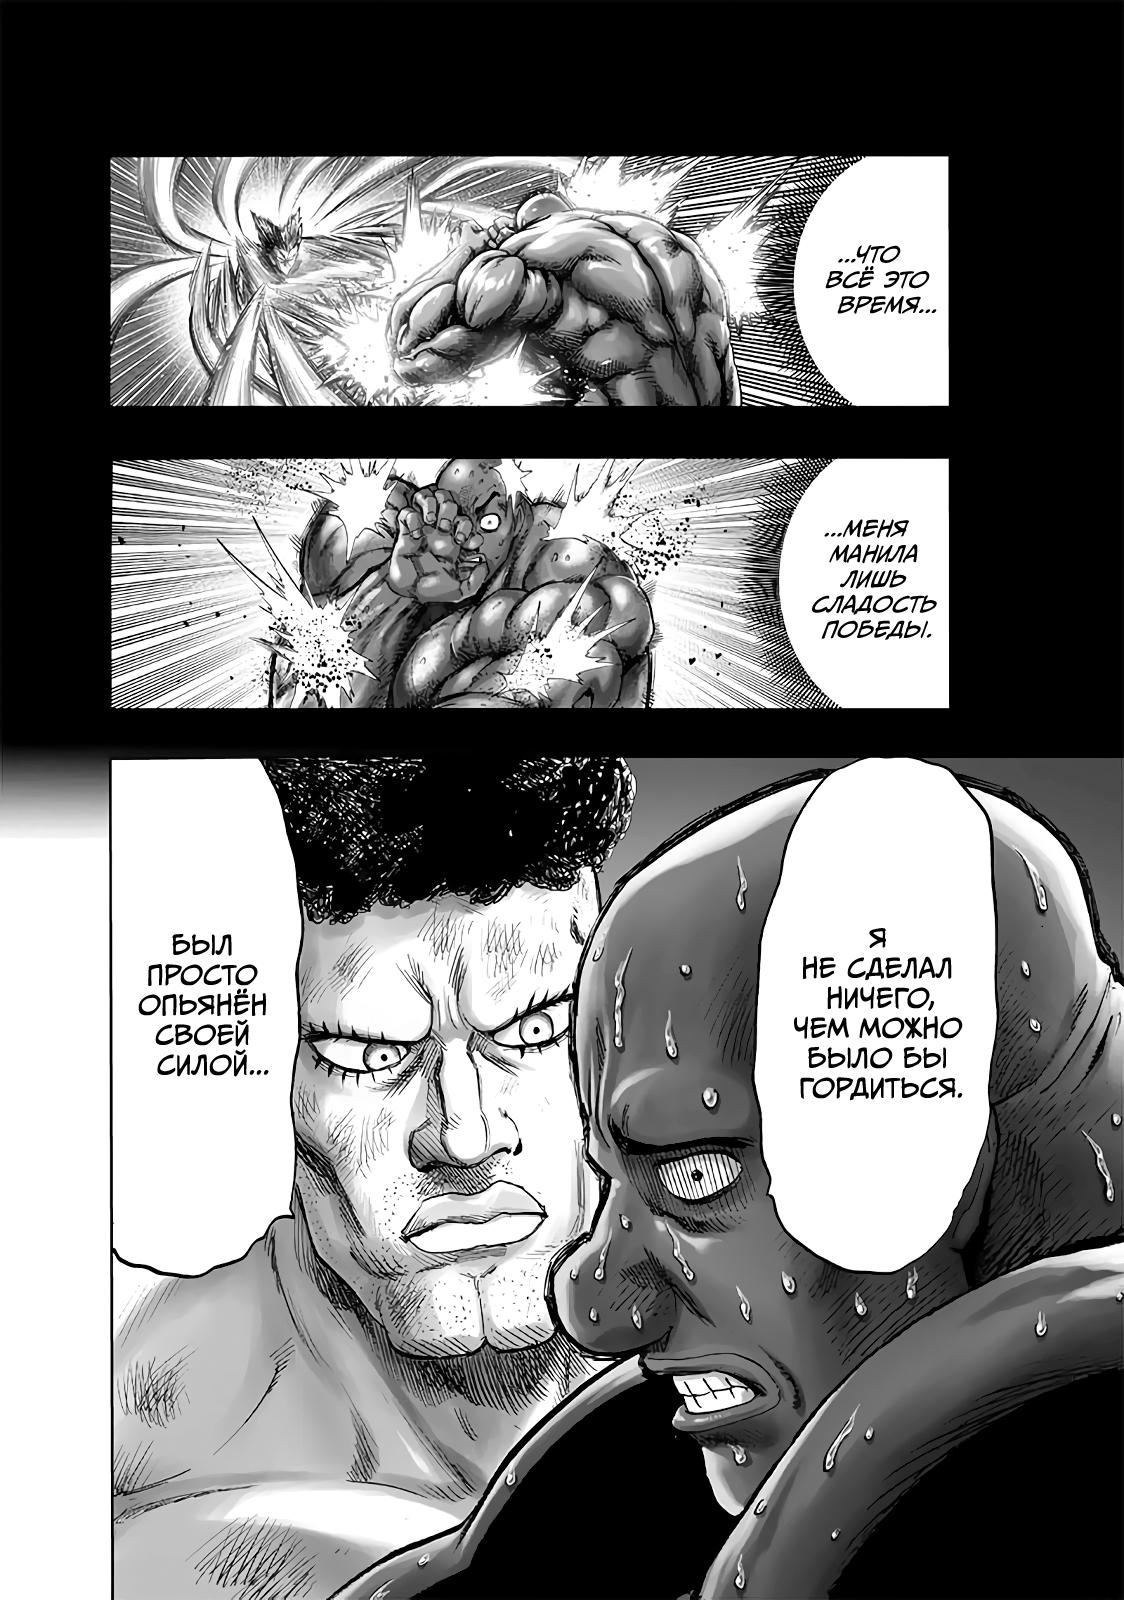 ...ЧТО
ВСЁ ЭТО
ВРЕМЯ...
...МЕНЯ
МАНИЛА
ЛИШЬ
СЛАДОСТЬ
ПОБЕДЫ.
Я
НЕ СДЕЛАЛ
НИЧЕГО,
ЧЕМ МОЖНО
БЫЛО БЫ
ГОРДИТЬСЯ.
БЫЛ
ПРОСТО
ОПЬЯНЁН
СВОЕЙ
СИЛОЙ...